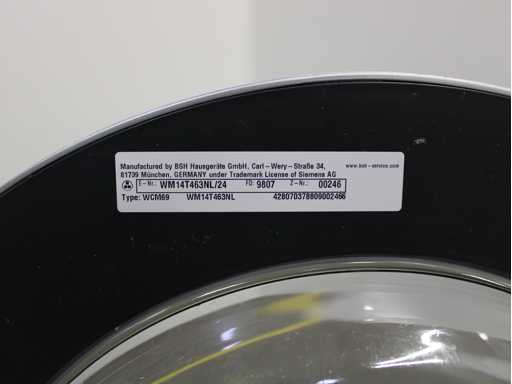 Manufactured by BSH Hausgeräte GmbH, Carl-Wery-Straße 34, www.bsh-service.com
81739 München, GERMANY under Trademark License of Siemens AG
E-Nr.: WM14T463NL/24 FD: 9807 Z-Nr.: 00246
Type: WCM69 WM14T463NL 428070378809002466